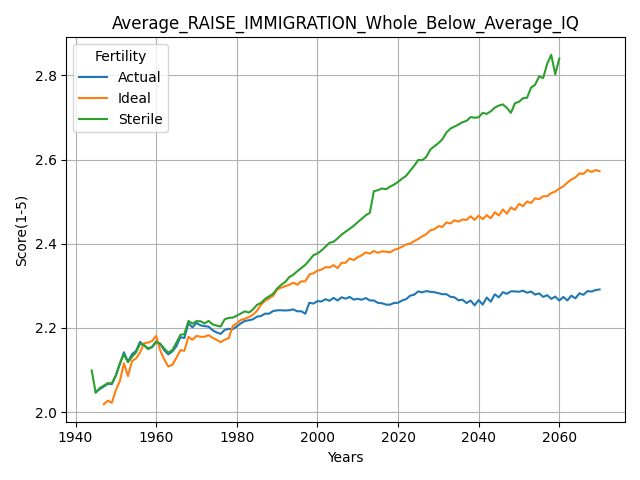 Average_RAISE_IMMIGRATION_Whole_Below_Average_IQ
Fertility
Actual
Ideal
Sterile
Score(1-5)
2.8
2.6
2.4
2.2
2.0
1940 1960 1980 2000 2020 2040 2060
Years